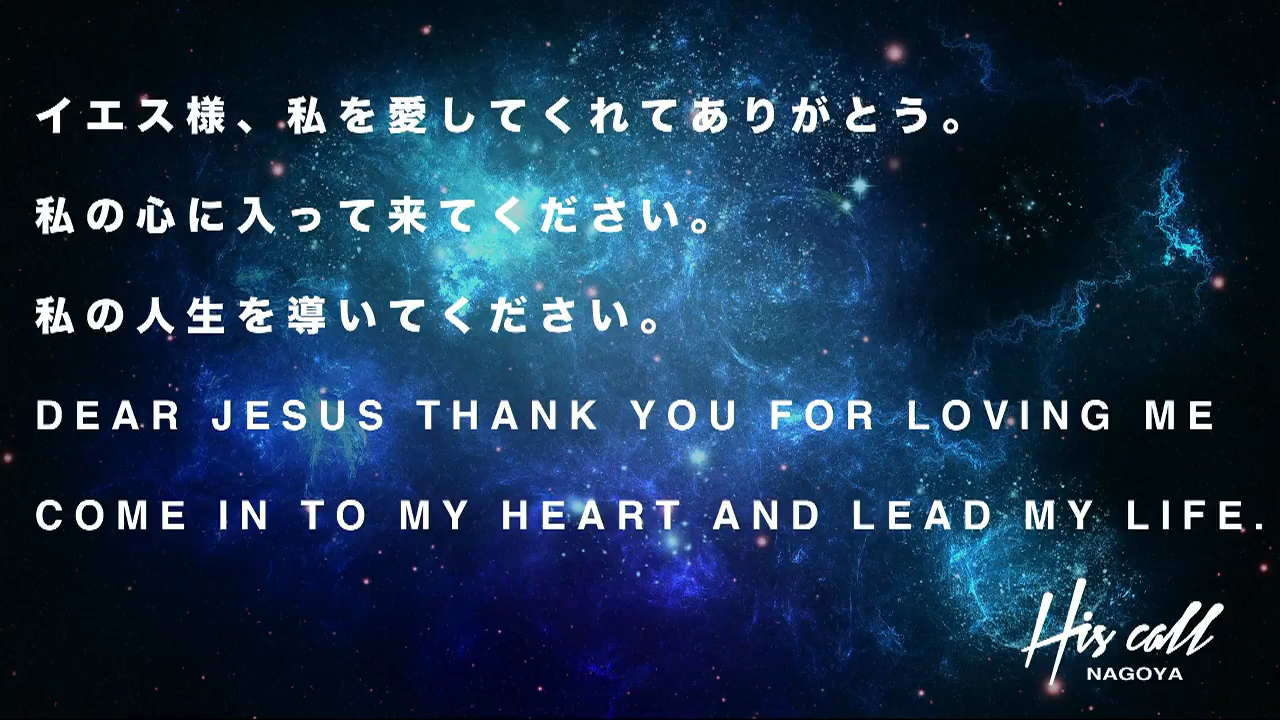 イエス様、私を愛してくれてありがとう。
私の心に入って来てください。
私の人生を導いてください。
DEAR JESUS THANK YOU FOR LOVING ME
COME IN TO MY HEART AND LEAD MY LIFE.
His call
NAGOYA